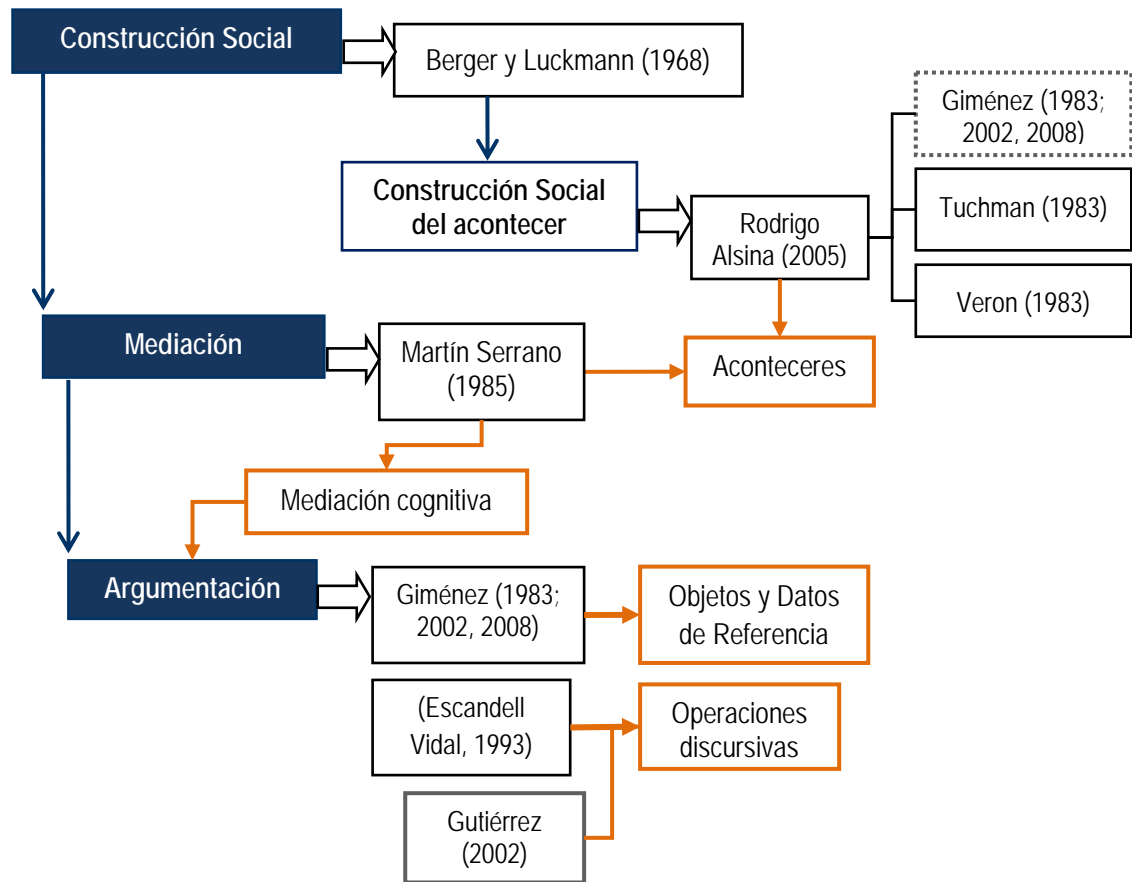 Construcción Social
Berger y Luckmann (1968)
Giménez (1983;
2002, 2008)
Construcción Social
del acontecer
Rodrigo
Alsina (2005)
Tuchman (1983)
Veron (1983)
Mediación
Martín Serrano
(1985)
Aconteceres
Mediación cognitiva
Argumentación
Giménez (1983;
2002, 2008)
Objetos y Datos
de Referencia
(Escandell
Vidal, 1993)
Operaciones
discursivas
Gutiérrez
(2002)